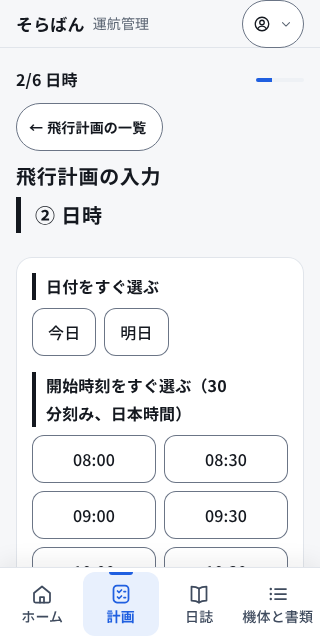 そらばん 運航管理
2/6 日時
← 飛行計画の一覧
飛行計画の入力
② 日時
日付をすぐ選ぶ
今日 明日
開始時刻をすぐ選ぶ（30
分刻み、日本時間）
08:00 08:30
09:00 09:30
ホーム 計画 日誌 機体と書類